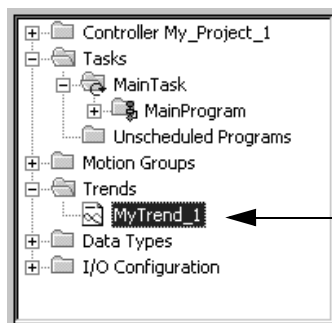 Controller My_Project_1
Tasks
MainTask
MainProgram
Unscheduled Programs
Motion Groups
Trends
MyTrend_1
Data Types
I/O Configuration